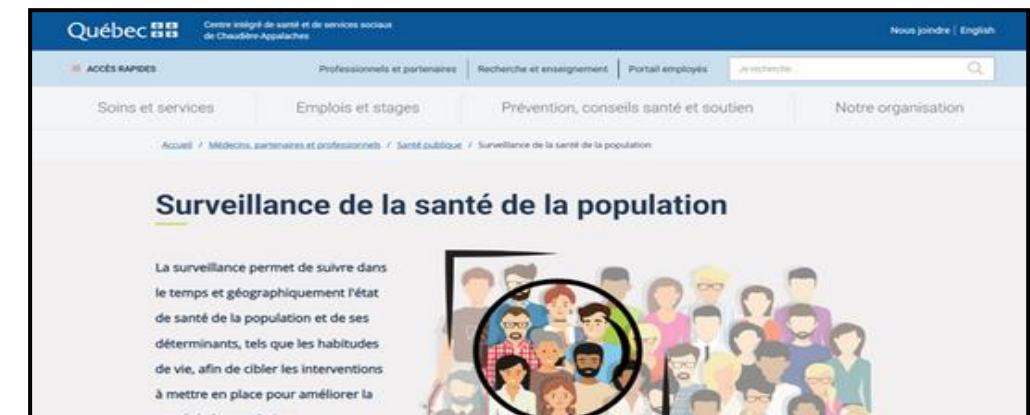 Québec
Centre intégré de santé et de services sociaux
de Chaudière-Appalaches
Nous joindre | English
ACCÈS RAPIDES
Professionnels et partenaires | Recherche et enseignement | Portail employés
Je recherche...
Soins et services
Emplois et stages
Prévention, conseils santé et soutien
Notre organisation
Accueil / Médecins, partenaires et professionnels / Santé publique / Surveillance de la santé de la population
Surveillance de la santé de la population
La surveillance permet de suivre dans
le temps et géographiquement l'état
de santé de la population et de ses
déterminants, tels que les habitudes
de vie, afin de cibler les interventions
à mettre en place pour améliorer la